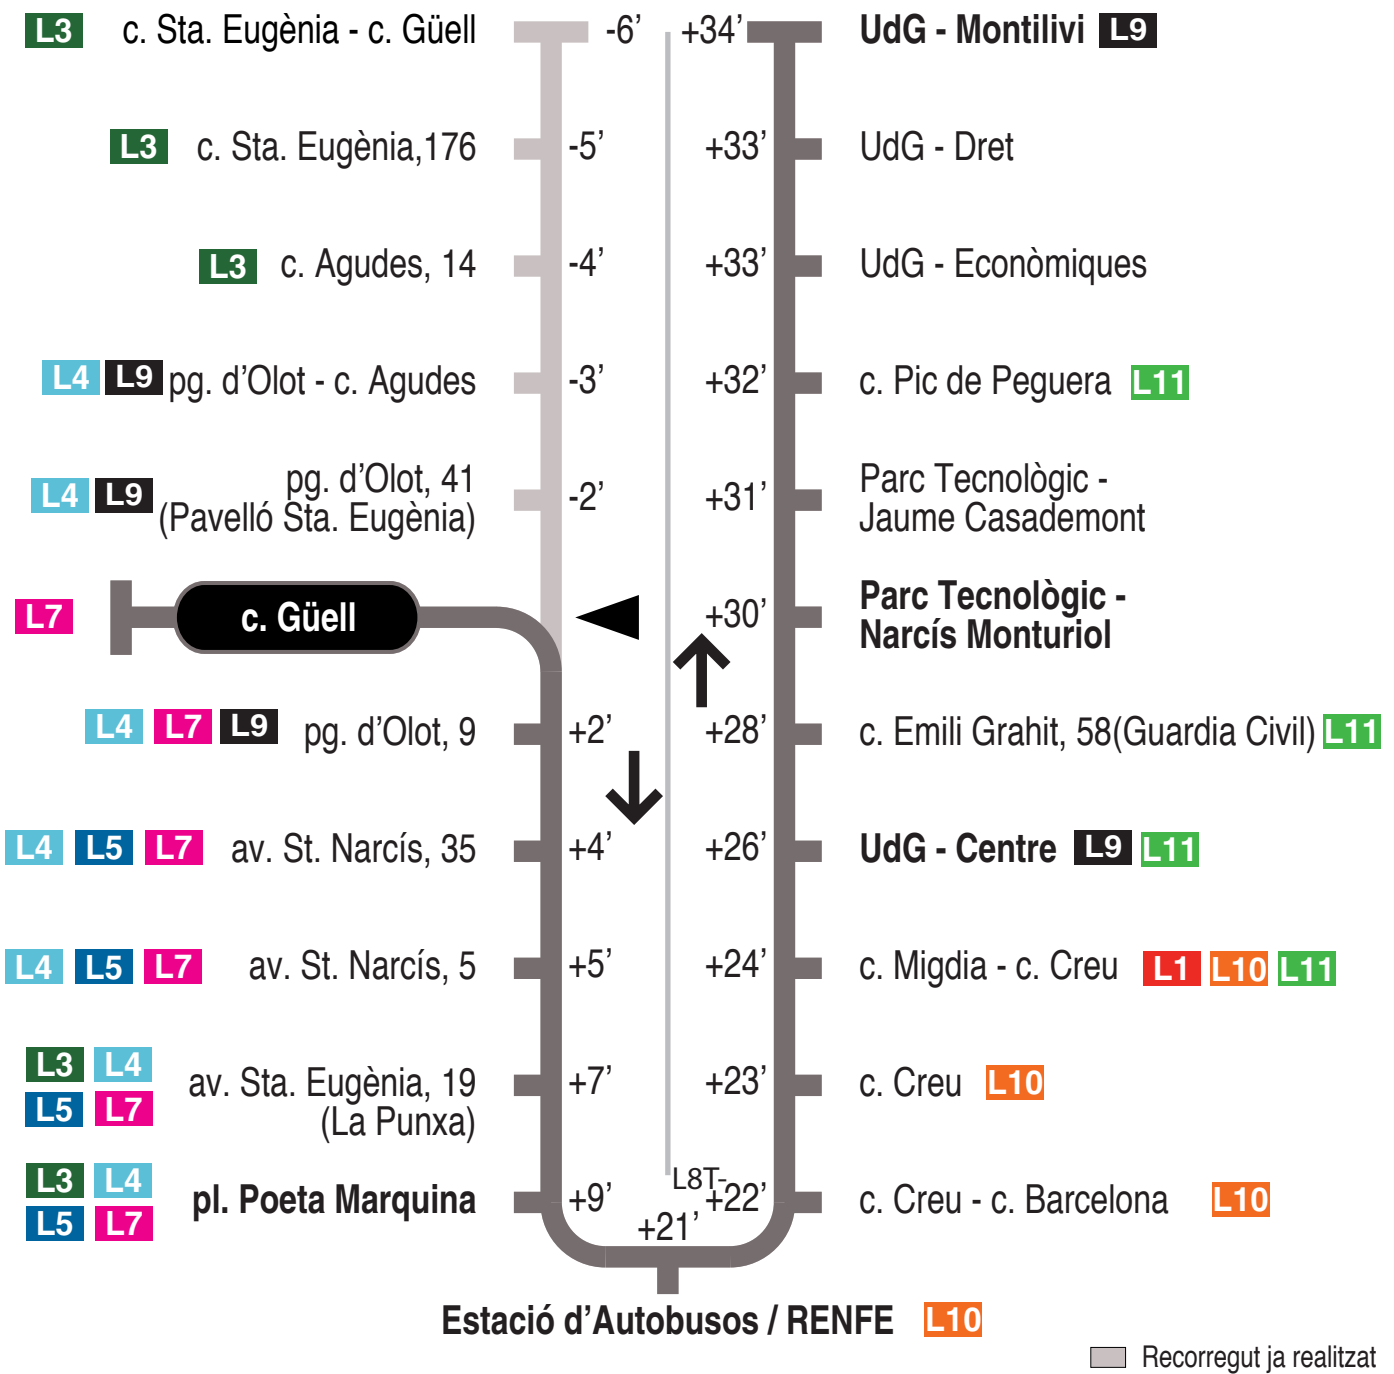 L3 c. Sta. Eugènia - c. Güell -6’
L3 c. Sta. Eugènia,176 -5’
L3 c. Agudes, 14 -4’
L4 L9 pg. d’Olot - c. Agudes -3’
L4 L9 pg. d’Olot, 41
(Pavelló Sta. Eugènia) -2’
L7 c. Güell
L4 L7 L9 pg. d’Olot, 9 +2’
L4 L5 L7 av. St. Narcís, 35 +4’
L4 L5 L7 av. St. Narcís, 5 +5’
L3 L4
L5 L7
av. Sta. Eugènia, 19
(La Punxa) +7’
L3 L4
L5 L7
pl. Poeta Marquina +9’
L8T-
+21’
Estació d’Autobusos / RENFE L10
+34’ UdG - Montilivi L9
+33’ UdG - Dret
+33’ UdG - Econòmiques
+32’ c. Pic de Peguera L11
+31’ Parc Tecnològic -
Jaume Casademont
+30’ Parc Tecnològic -
Narcís Monturiol
+28’ c. Emili Grahit, 58(Guardia Civil) L11
+26’ UdG - Centre L9 L11
+24’ c. Migdia - c. Creu L1 L10 L11
+23’ c. Creu L10
+22’ c. Creu - c. Barcelona L10
Recorregut ja realitzat